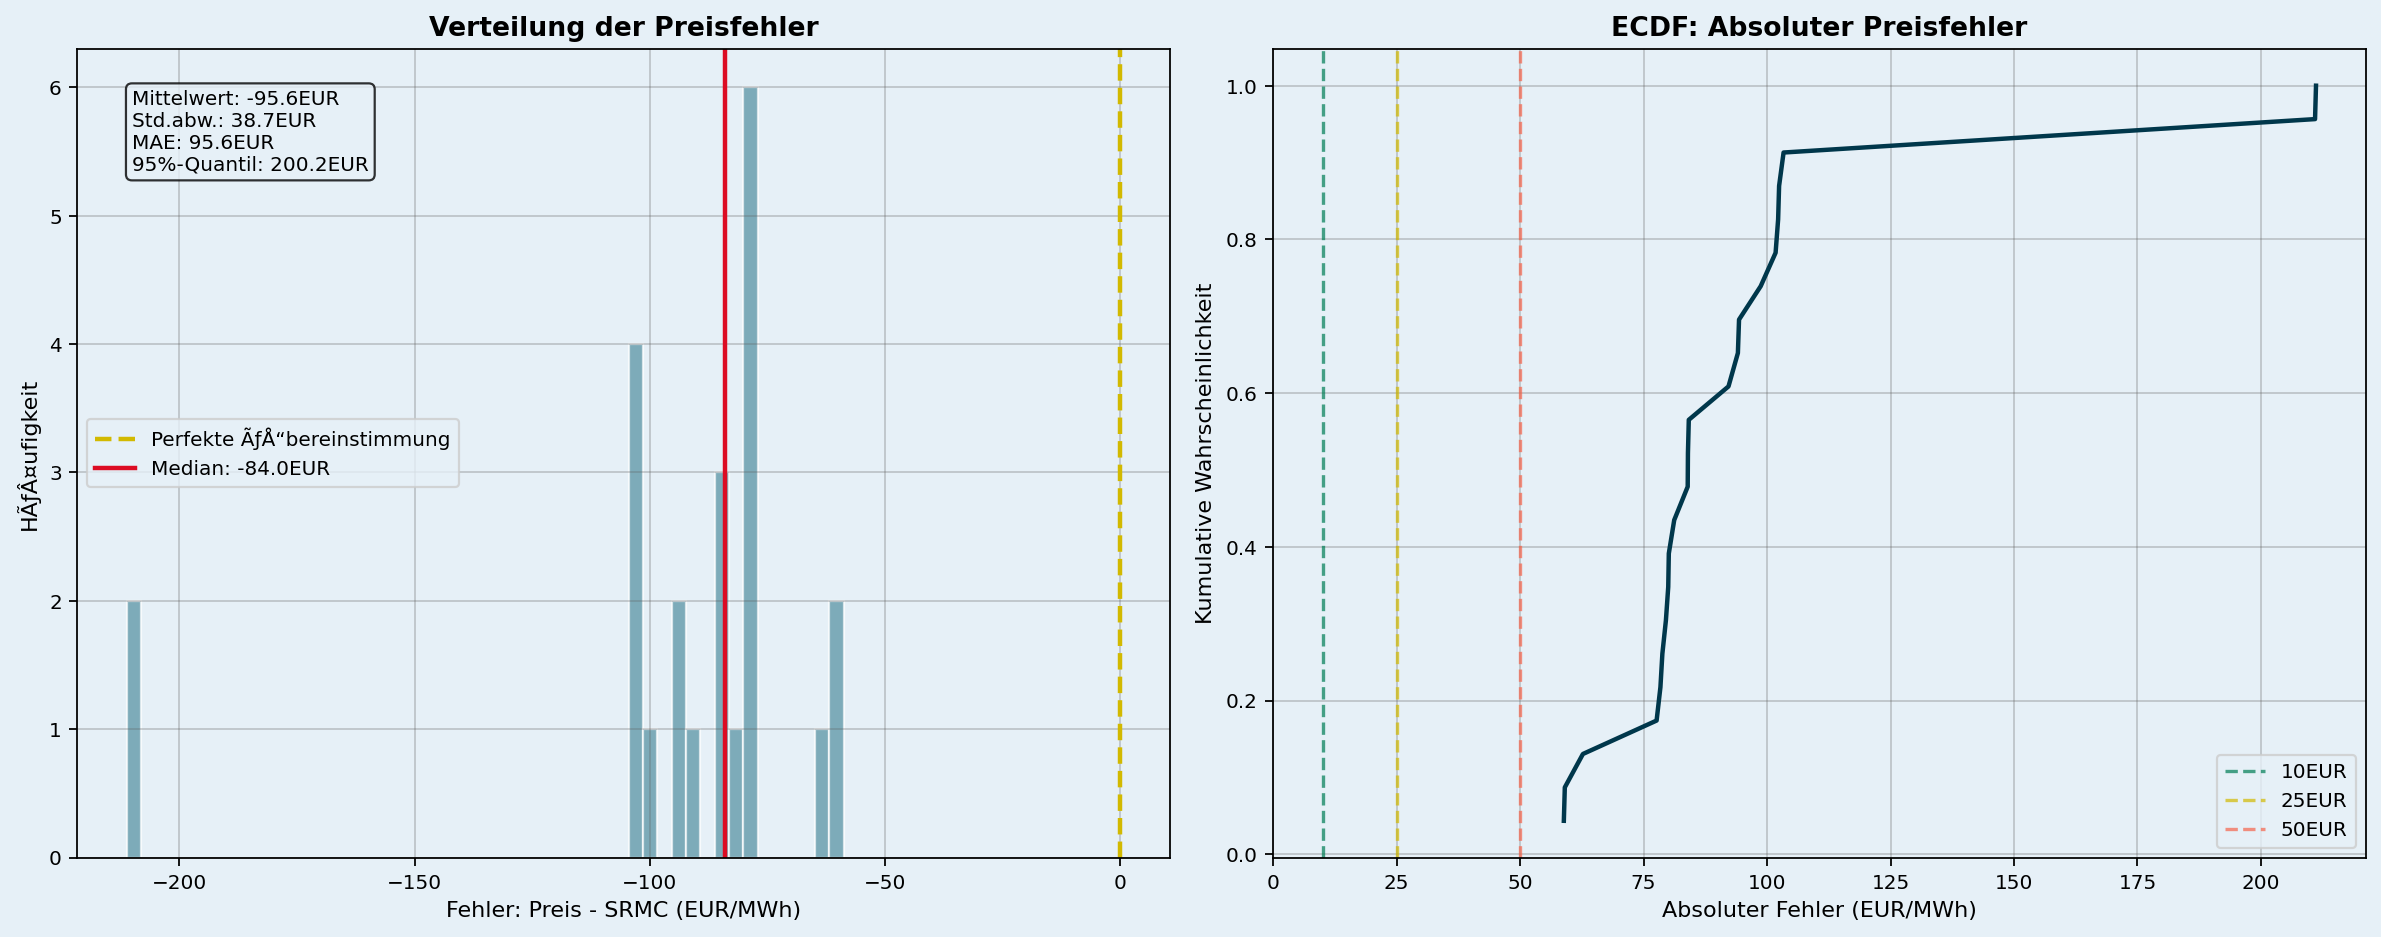 Verteilung der Preisfehler
Mittelwert: -95.6EUR
Std.abw.: 38.7EUR
MAE: 95.6EUR
95%-Quantil: 200.2EUR
Perfekte ÃƒÅ“bereinstimmung
Median: -84.0EUR
HÃƒÂ¤ufigkeit
6
5
4
3
2
1
0
−200
−150
−100
−50
0
Fehler: Preis - SRMC (EUR/MWh)
ECDF: Absoluter Preisfehler
Kumulative Wahrscheinlichkeit
1.0
0.8
0.6
0.4
0.2
0.0
10EUR
25EUR
50EUR
0
25
50
75
100
125
150
175
200
Absoluter Fehler (EUR/MWh)